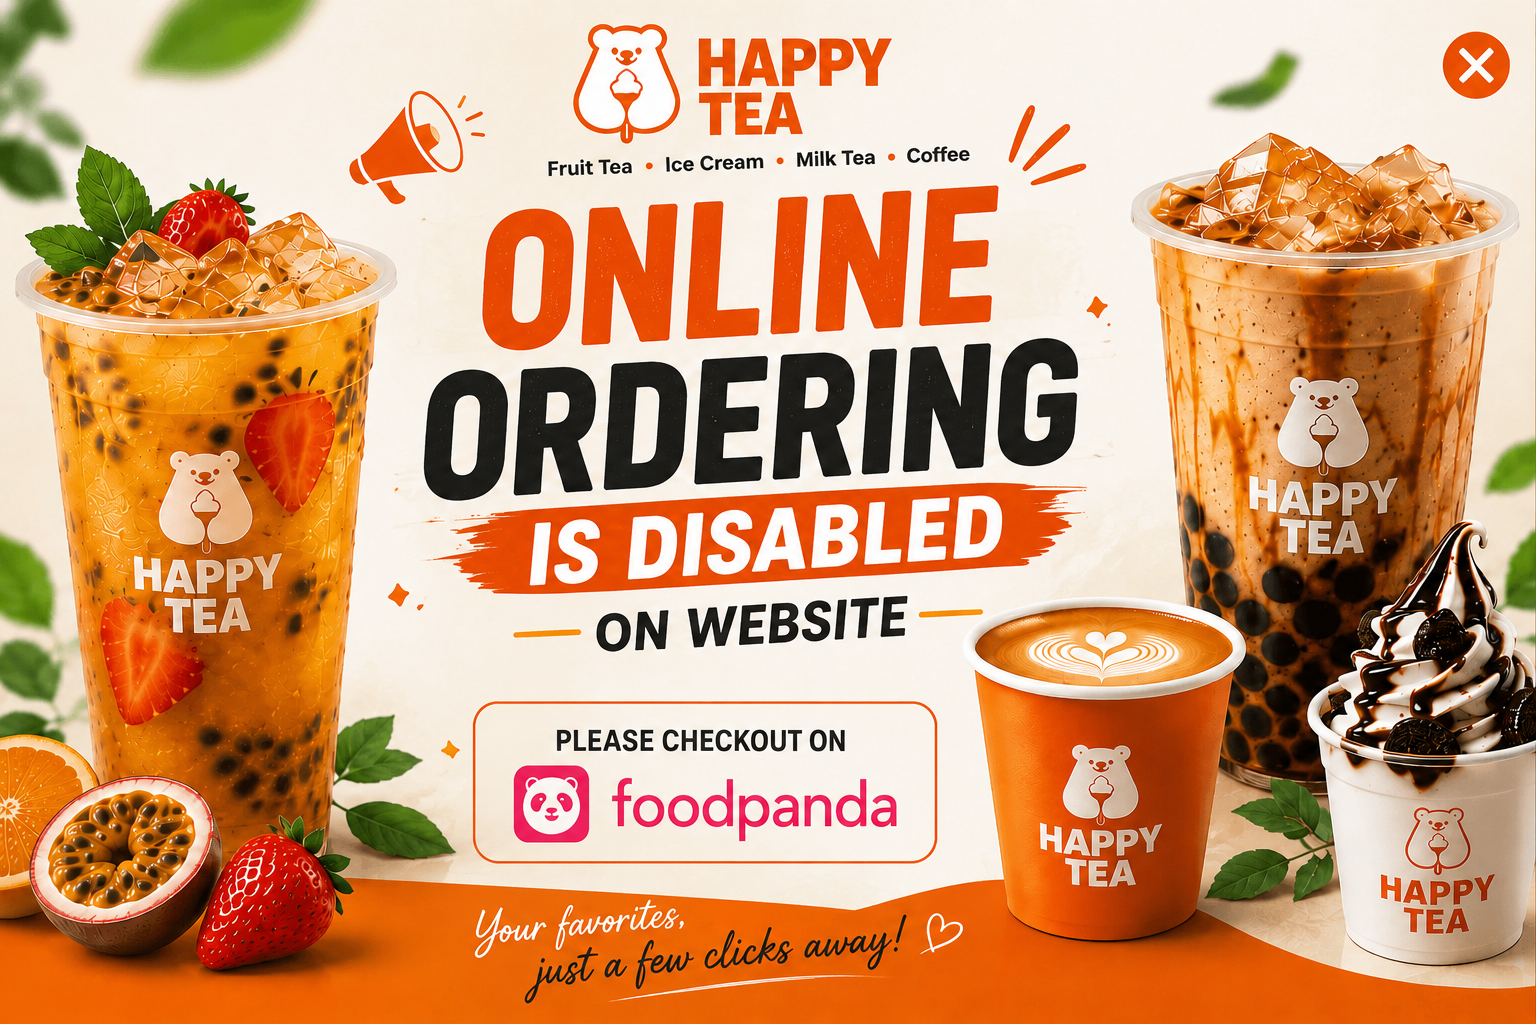 HAPPY
TEA
Fruit Tea • Ice Cream • Milk Tea • Coffee
ONLINE
ORDERING
IS DISABLED
ON WEBSITE
PLEASE CHECKOUT ON
foodpanda
Your favorites,
just a few clicks away!
HAPPY
TEA
HAPPY
TEA
HAPPY
TEA
HAPPY
TEA